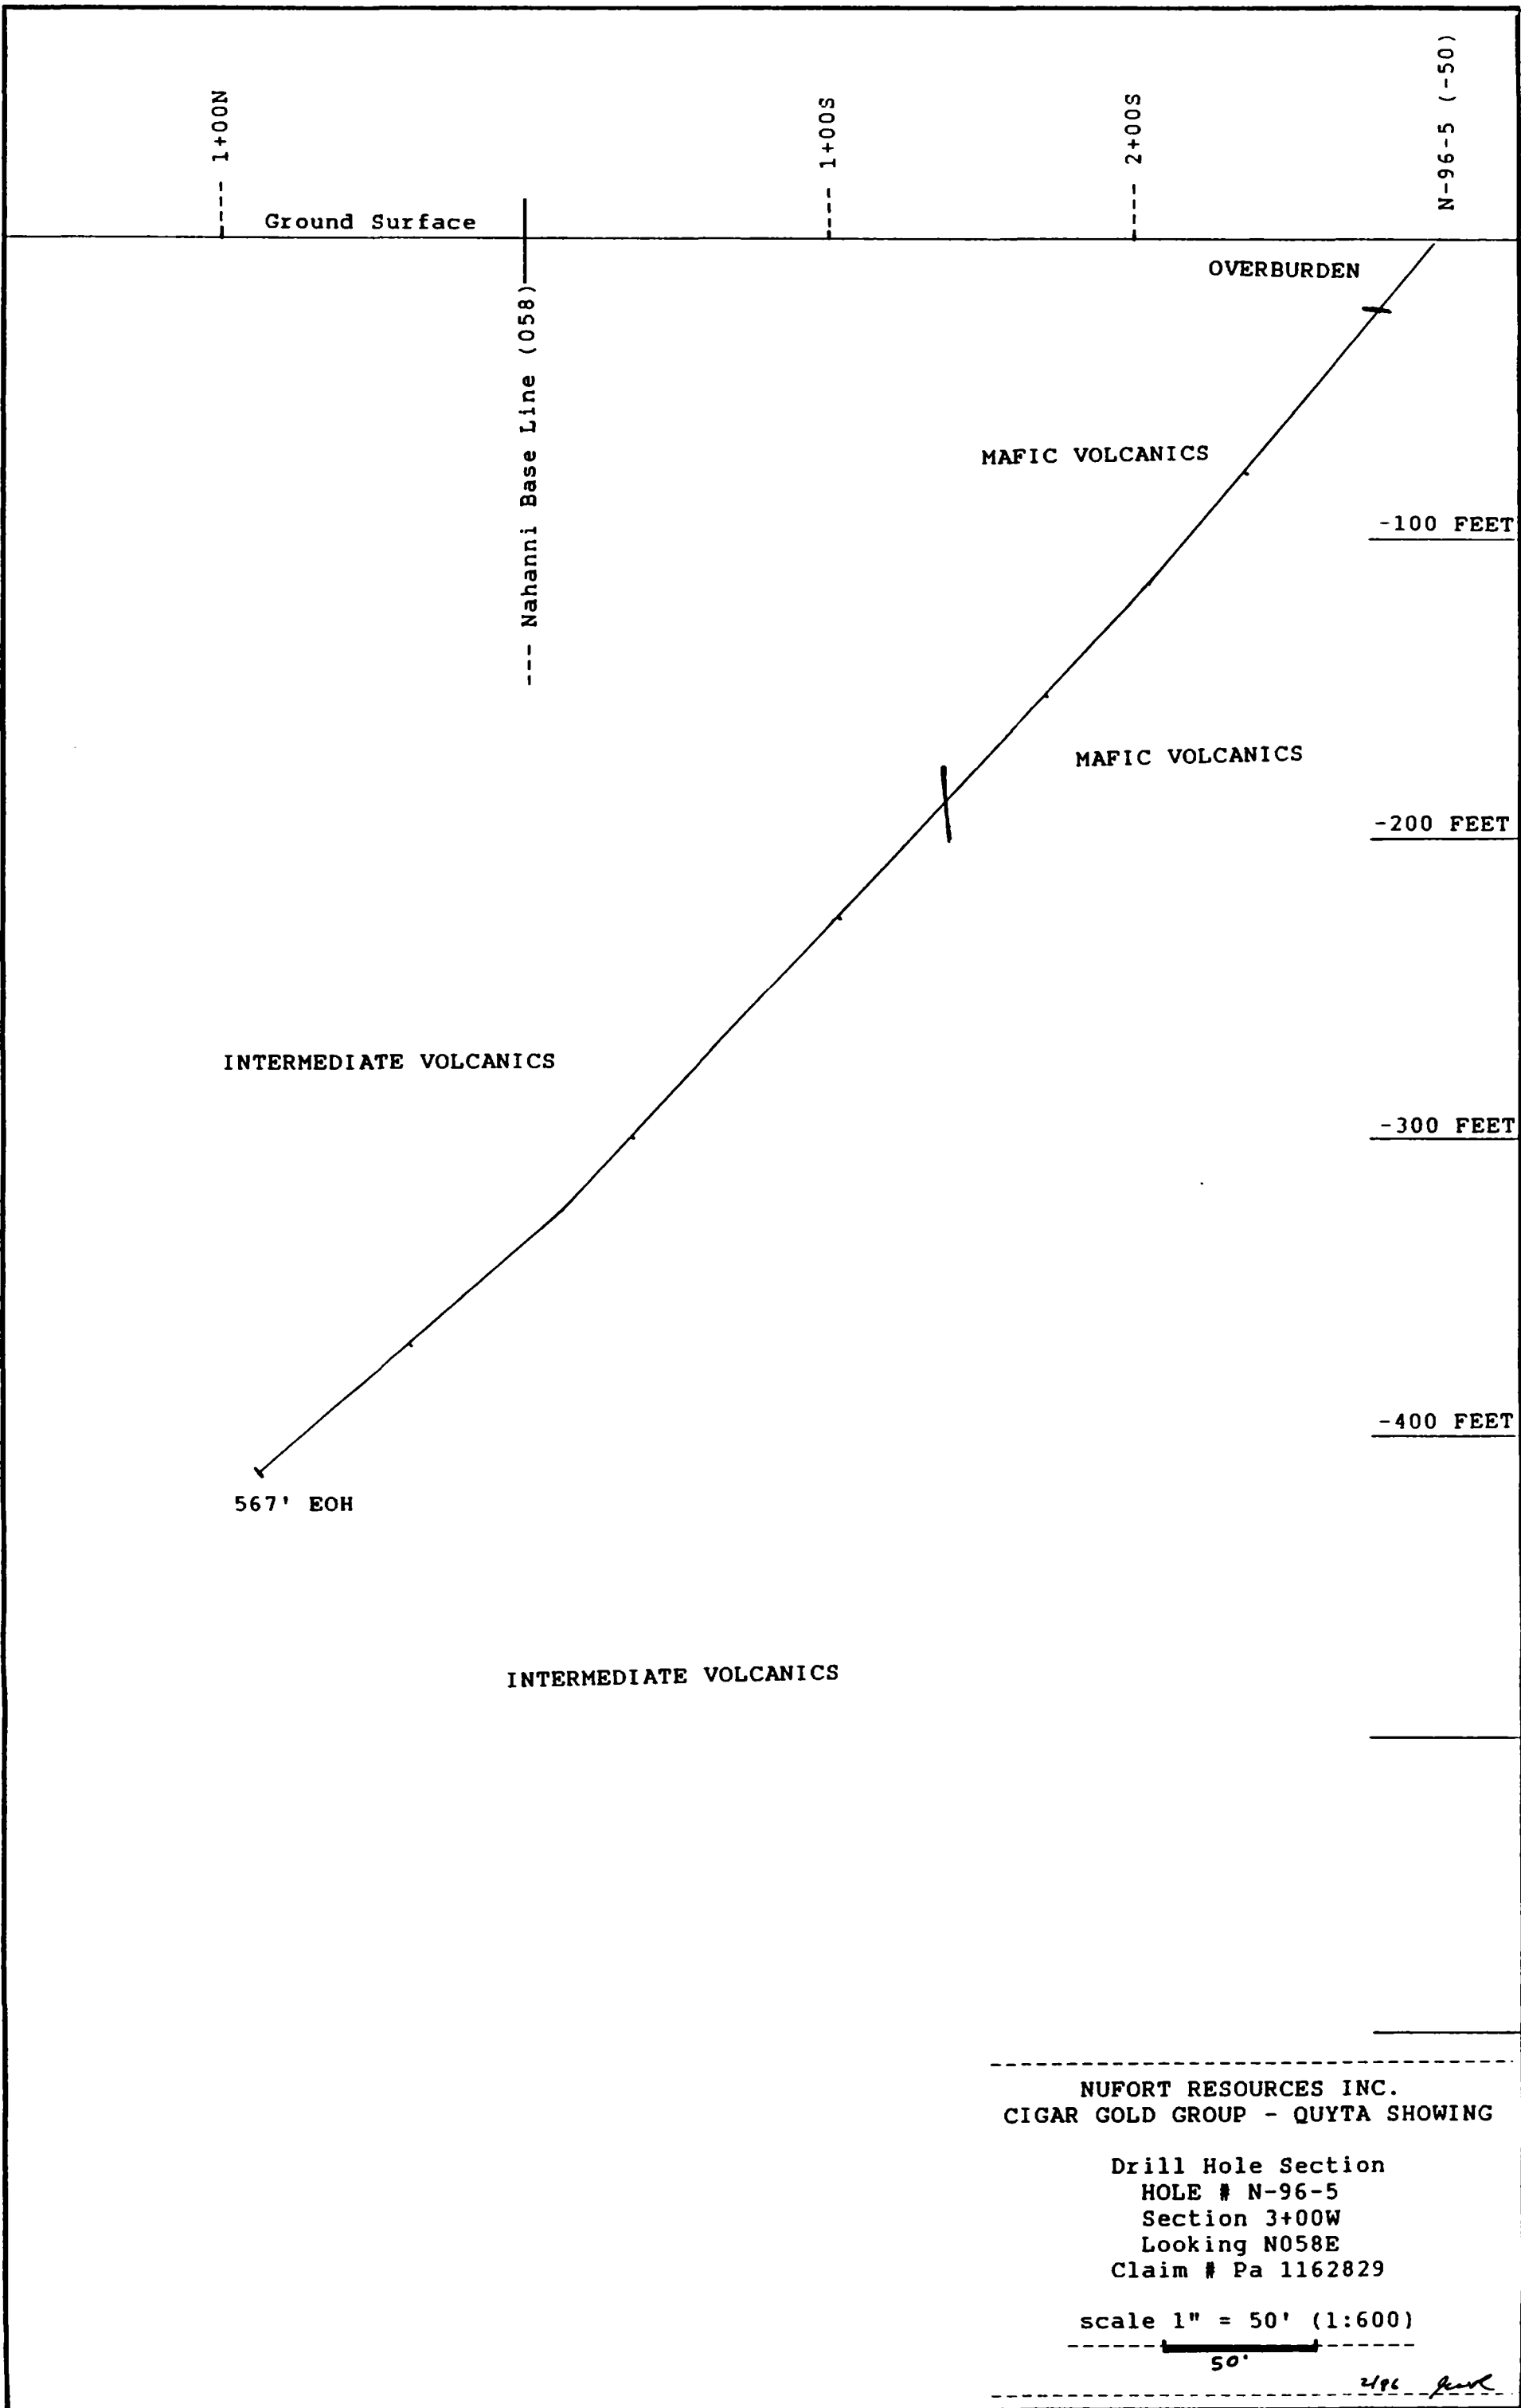 1+00N
1+00S
2+00S
N-96-5 (-50)
Ground Surface
OVERBURDEN
Nahanni Base Line (058)
MAFIC VOLCANICS
-100 FEET
MAFIC VOLCANICS
-200 FEET
INTERMEDIATE VOLCANICS
-300 FEET
-400 FEET
567' EOH
INTERMEDIATE VOLCANICS
NUFORT RESOURCES INC.
CIGAR GOLD GROUP - QUYTA SHOWING
Drill Hole Section
HOLE # N-96-5
Section 3+00W
Looking N058E
Claim # Pa 1162829
scale 1" = 50' (1:600)
50'
2/96